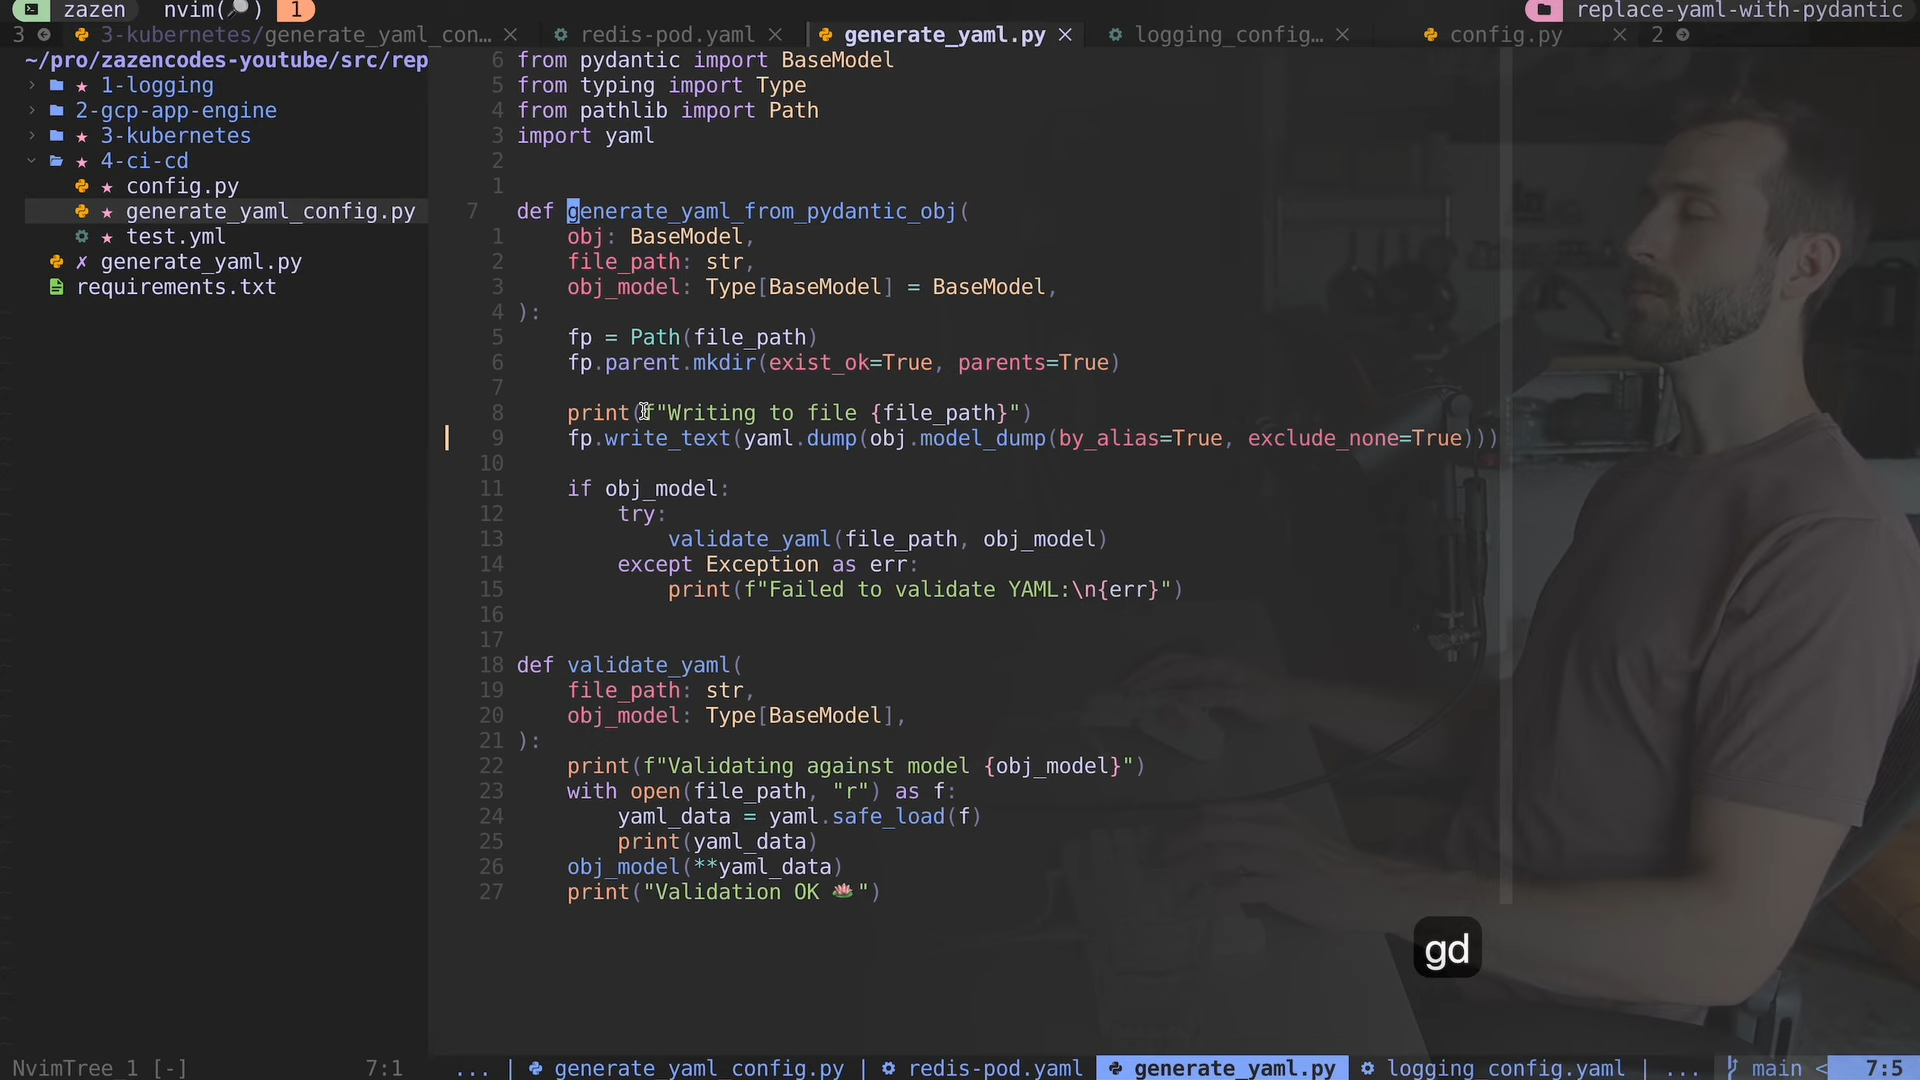 zazen nvim( ) 1 replace-yaml-with-pydantic
3 3-kubernetes/generate_yaml_con... × redis-pod.yaml × generate_yaml.py × logging_config... × config.py × 2
~/pro/zazencodes-youtube/src/rep
1-logging
2-gcp-app-engine
3-kubernetes
4-ci-cd
config.py
generate_yaml_config.py
test.yml
generate_yaml.py
requirements.txt
6 from pydantic import BaseModel
5 from typing import Type
4 from pathlib import Path
3 import yaml
2
1
7 def generate_yaml_from_pydantic_obj(
1 obj: BaseModel,
2 file_path: str,
3 obj_model: Type[BaseModel] = BaseModel,
4 ):
5 fp = Path(file_path)
6 fp.parent.mkdir(exist_ok=True, parents=True)
7
8 print(f"Writing to file {file_path}")
9 fp.write_text(yaml.dump(obj.model_dump(by_alias=True, exclude_none=True)))
10
11 if obj_model:
12 try:
13 validate_yaml(file_path, obj_model)
14 except Exception as err:
15 print(f"Failed to validate YAML:\n{err}")
16
17
18 def validate_yaml(
19 file_path: str,
20 obj_model: Type[BaseModel],
21 ):
22 print(f"Validating against model {obj_model}")
23 with open(file_path, "r") as f:
24 yaml_data = yaml.safe_load(f)
25 print(yaml_data)
26 obj_model(**yaml_data)
27 print("Validation OK 🪷")
gd
NvimTree_1 [-] 7:1 ... | generate_yaml_config.py | redis-pod.yaml generate_yaml.py logging_config.yaml | ... main < 7:5